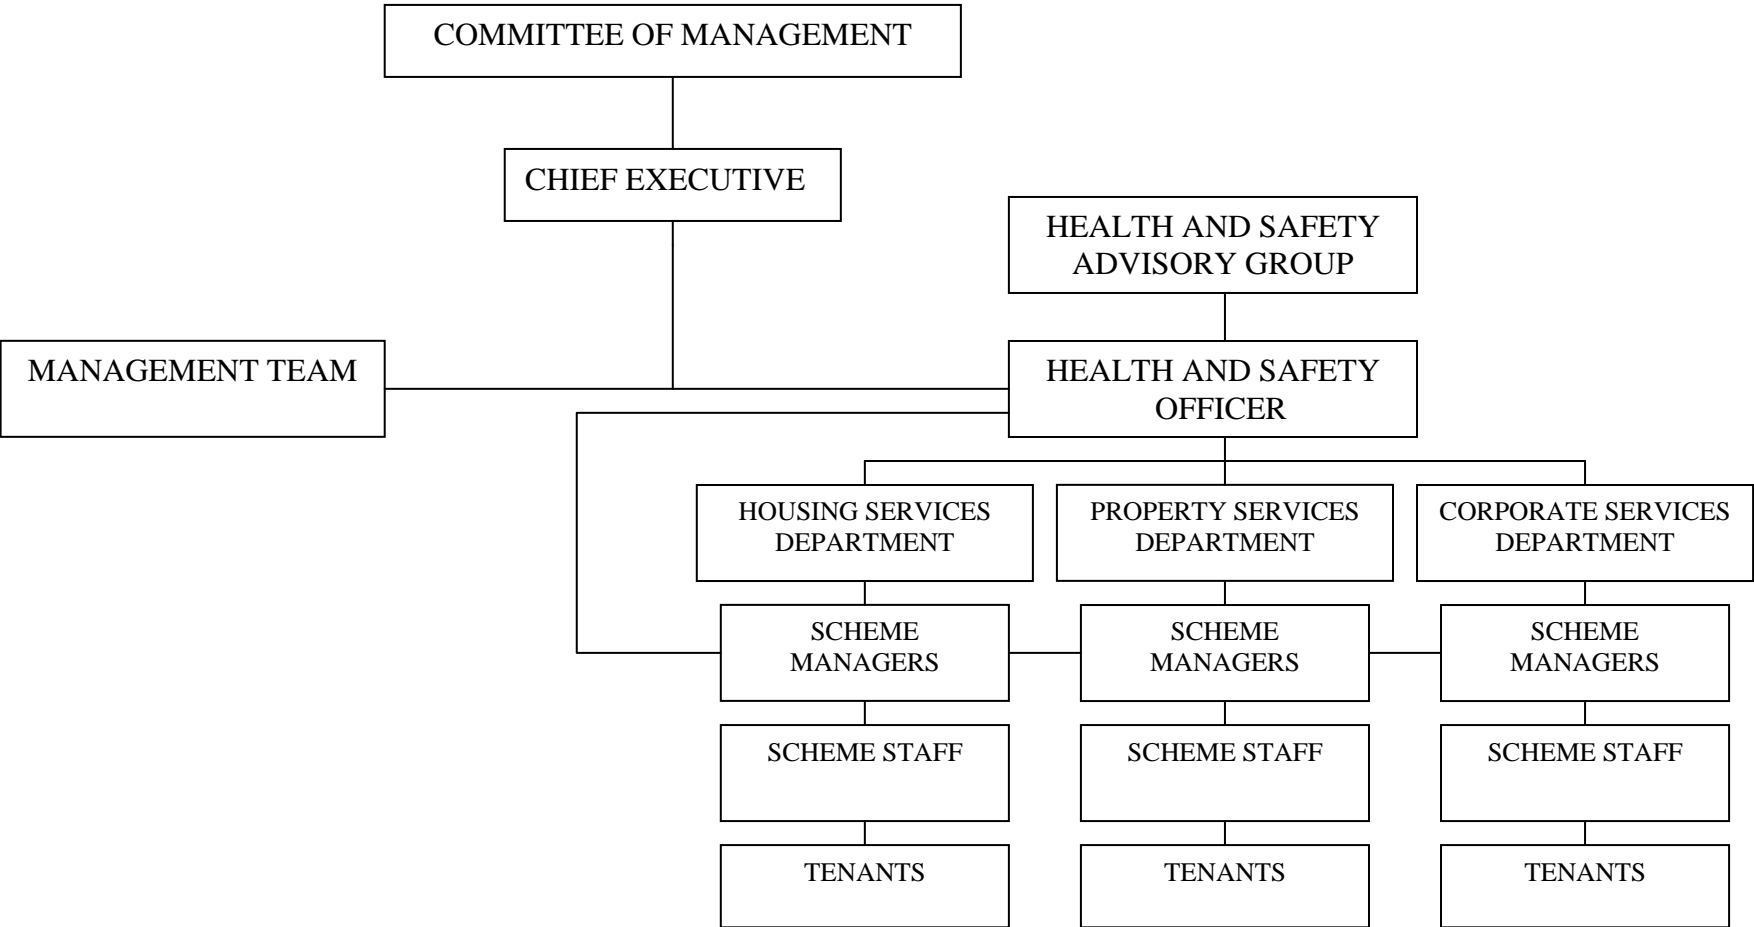 COMMITTEE OF MANAGEMENT
CHIEF EXECUTIVE
HEALTH AND SAFETY
ADVISORY GROUP
MANAGEMENT TEAM
HEALTH AND SAFETY
OFFICER
HOUSING SERVICES
DEPARTMENT
PROPERTY SERVICES
DEPARTMENT
CORPORATE SERVICES
DEPARTMENT
SCHEME
MANAGERS
SCHEME
MANAGERS
SCHEME
MANAGERS
SCHEME STAFF
SCHEME STAFF
SCHEME STAFF
TENANTS
TENANTS
TENANTS